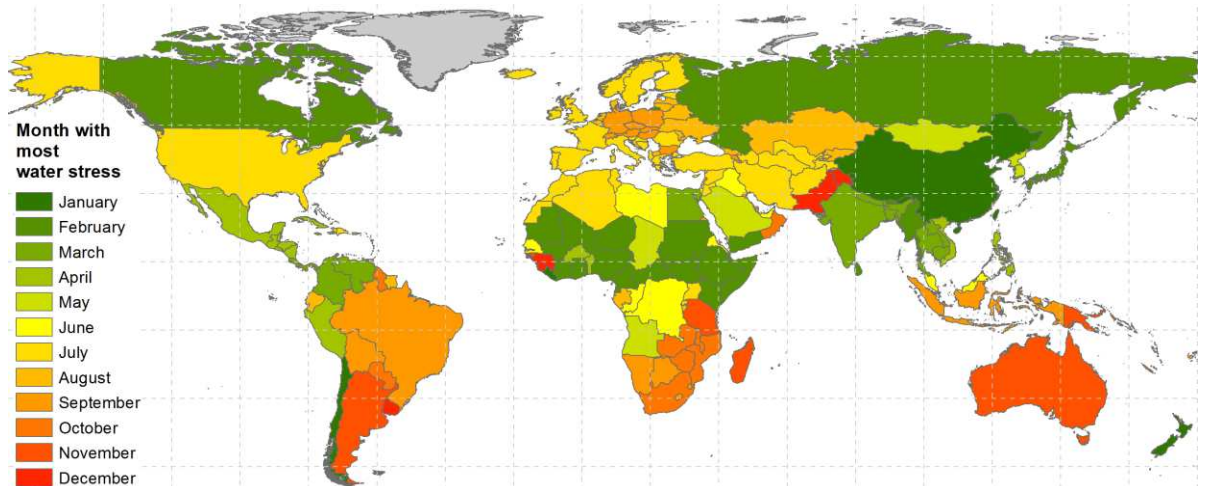 Month with
most
water stress
January
February
March
April
May
June
July
August
September
October
November
December